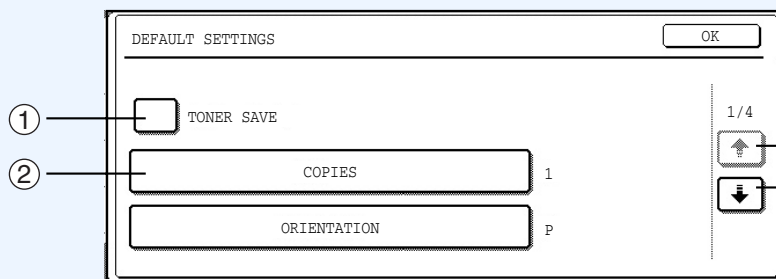 DEFAULT SETTINGS OK
1 TONER SAVE 1/4
2 COPIES 1
ORIENTATION P